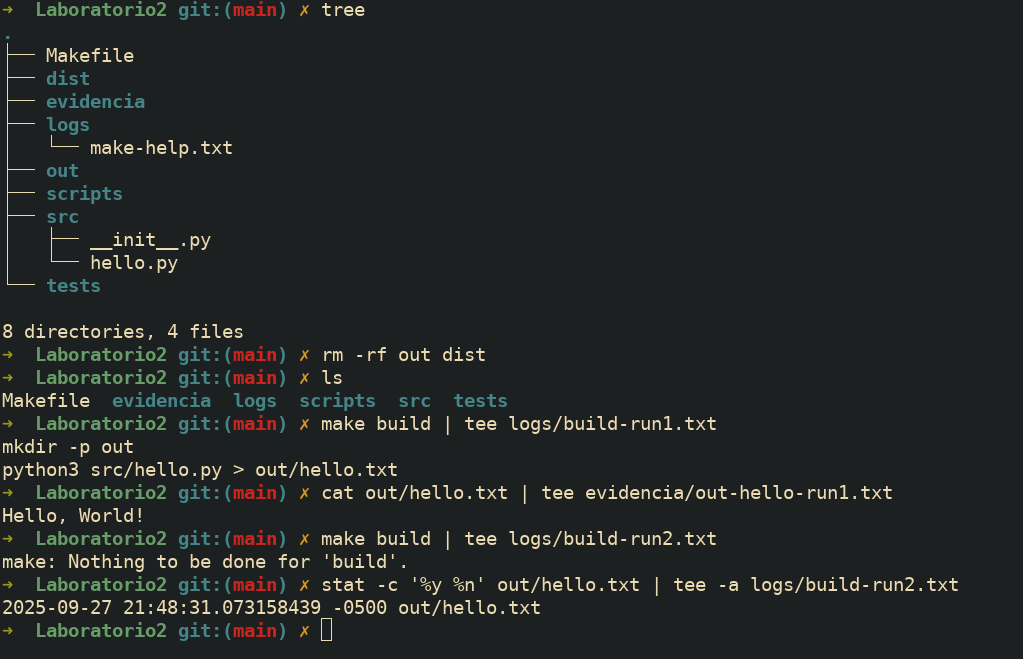 ➜  Laboratorio2 git:(main) ✗ tree
.
├── Makefile
├── dist
├── evidencia
├── logs
│   └── make-help.txt
├── out
├── scripts
├── src
│   ├── __init__.py
│   └── hello.py
└── tests

8 directories, 4 files
➜  Laboratorio2 git:(main) ✗ rm -rf out dist
➜  Laboratorio2 git:(main) ✗ ls
Makefile  evidencia  logs  scripts  src  tests
➜  Laboratorio2 git:(main) ✗ make build | tee logs/build-run1.txt
mkdir -p out
python3 src/hello.py > out/hello.txt
➜  Laboratorio2 git:(main) ✗ cat out/hello.txt | tee evidencia/out-hello-run1.txt
Hello, World!
➜  Laboratorio2 git:(main) ✗ make build | tee logs/build-run2.txt
make: Nothing to be done for 'build'.
➜  Laboratorio2 git:(main) ✗ stat -c '%y %n' out/hello.txt | tee -a logs/build-run2.txt
2025-09-27 21:48:31.073158439 -0500 out/hello.txt
➜  Laboratorio2 git:(main) ✗